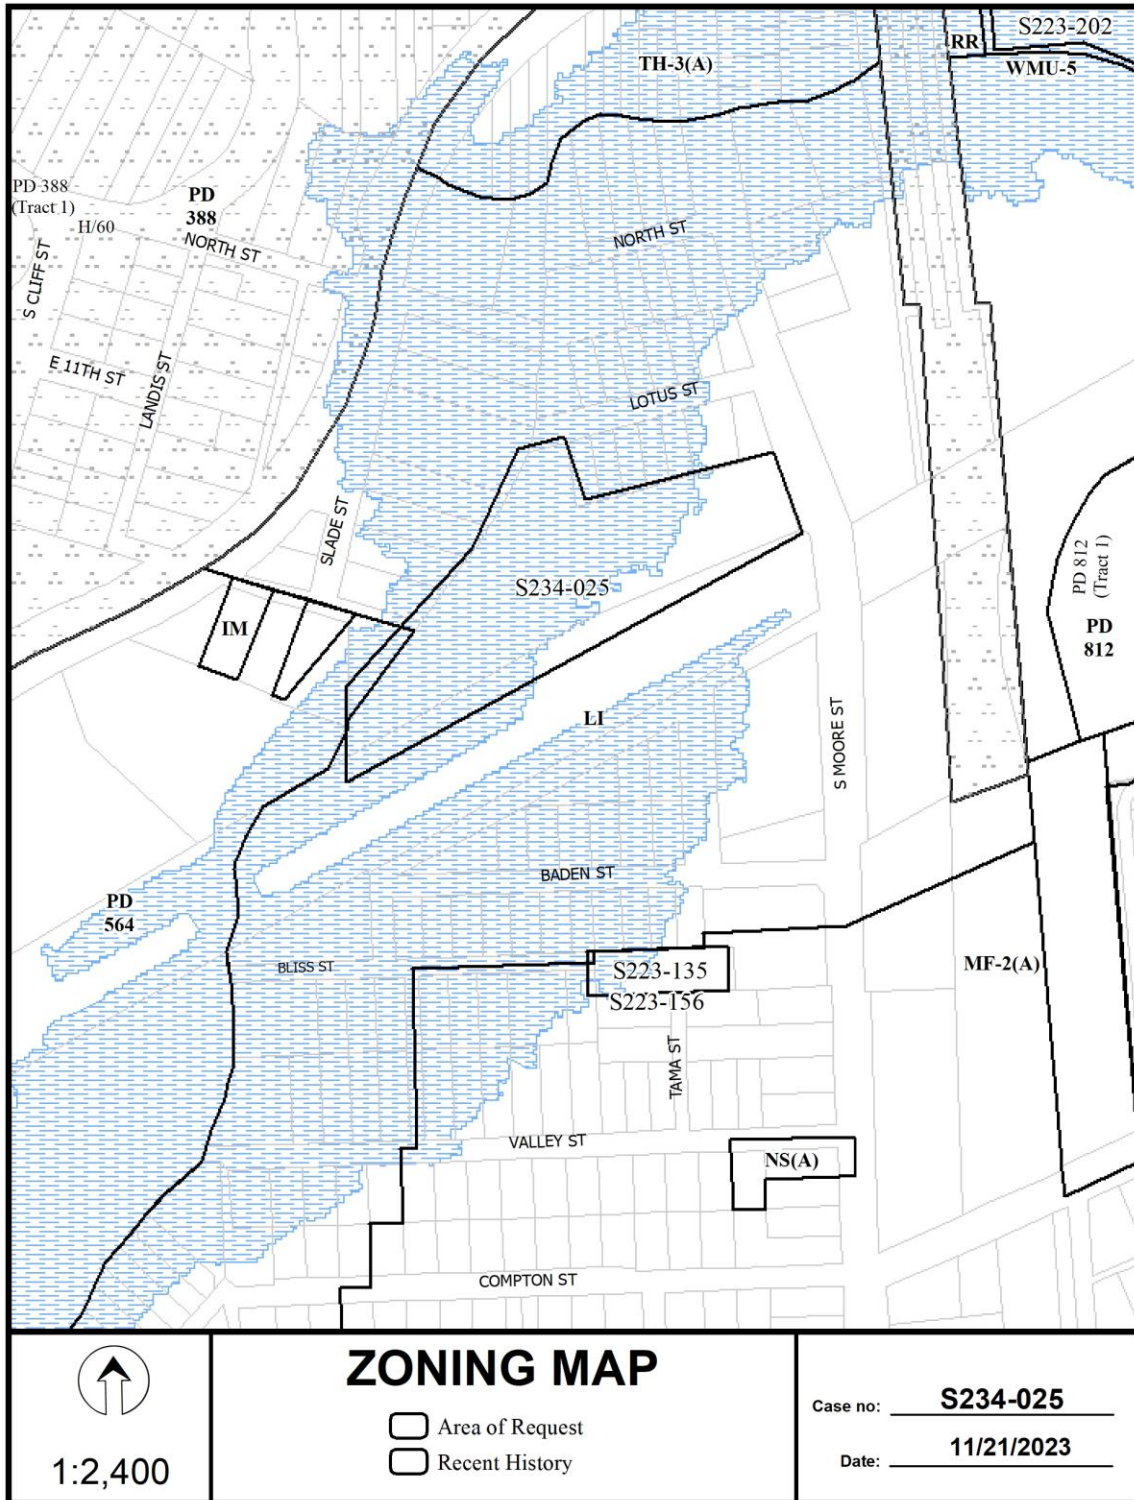 S223-202
RR
TH-3(A)
WMU-5
PD 388
(Tract 1)
PD
388
H/60
NORTH ST
NORTH ST
S CLIFF ST
E 11TH ST
LANDIS ST
LOTUS ST
SLADE ST
PD 812
(Tract 1)
S234-025
IM
PD
812
LI
S MOORE ST
BADEN ST
PD
564
BLISS ST
S223-135
MF-2(A)
S223-156
TAMA ST
VALLEY ST
NS(A)
COMPTON ST
1:2,400
ZONING MAP
Area of Request
Recent History
Case no: S234-025
Date: 11/21/2023